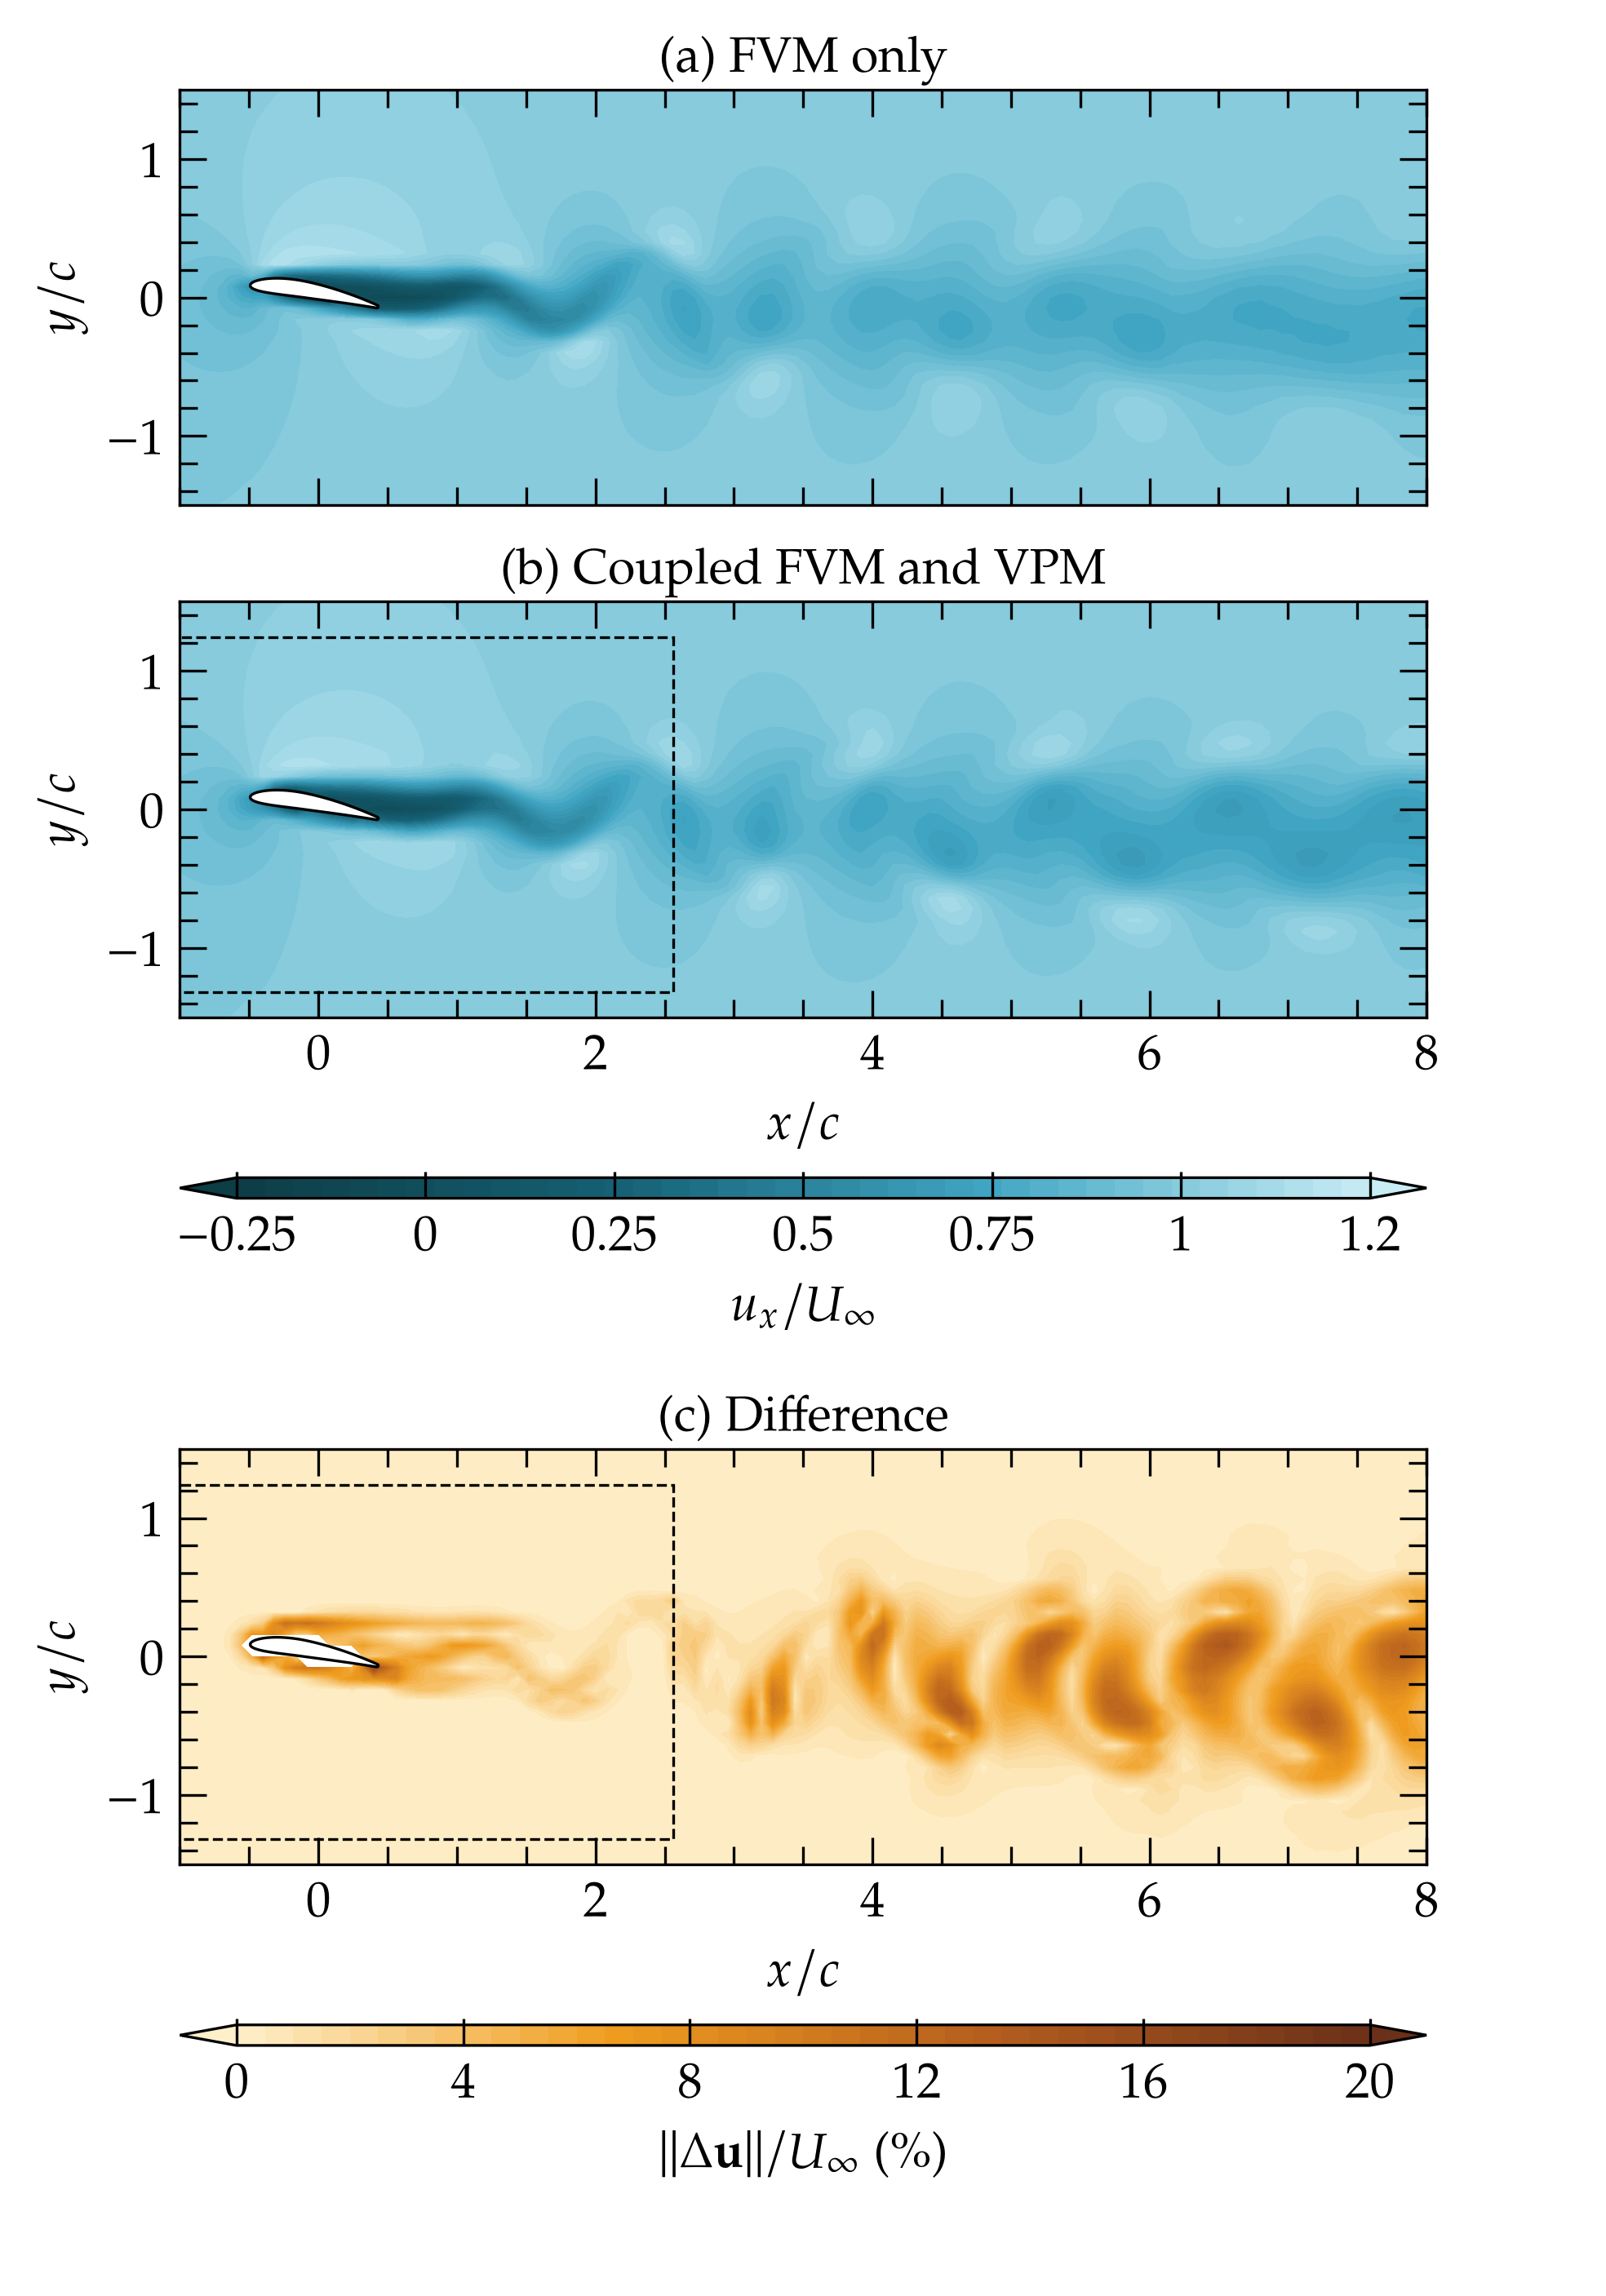 (a) FVM only
1
0
−1
y/c
(b) Coupled FVM and VPM
1
0
−1
y/c
0 2 4 6 8
x/c
−0.25 0 0.25 0.5 0.75 1 1.2
u_x/U_∞
(c) Difference
1
0
−1
y/c
0 2 4 6 8
x/c
0 4 8 12 16 20
||Δu||/U_∞ (%)